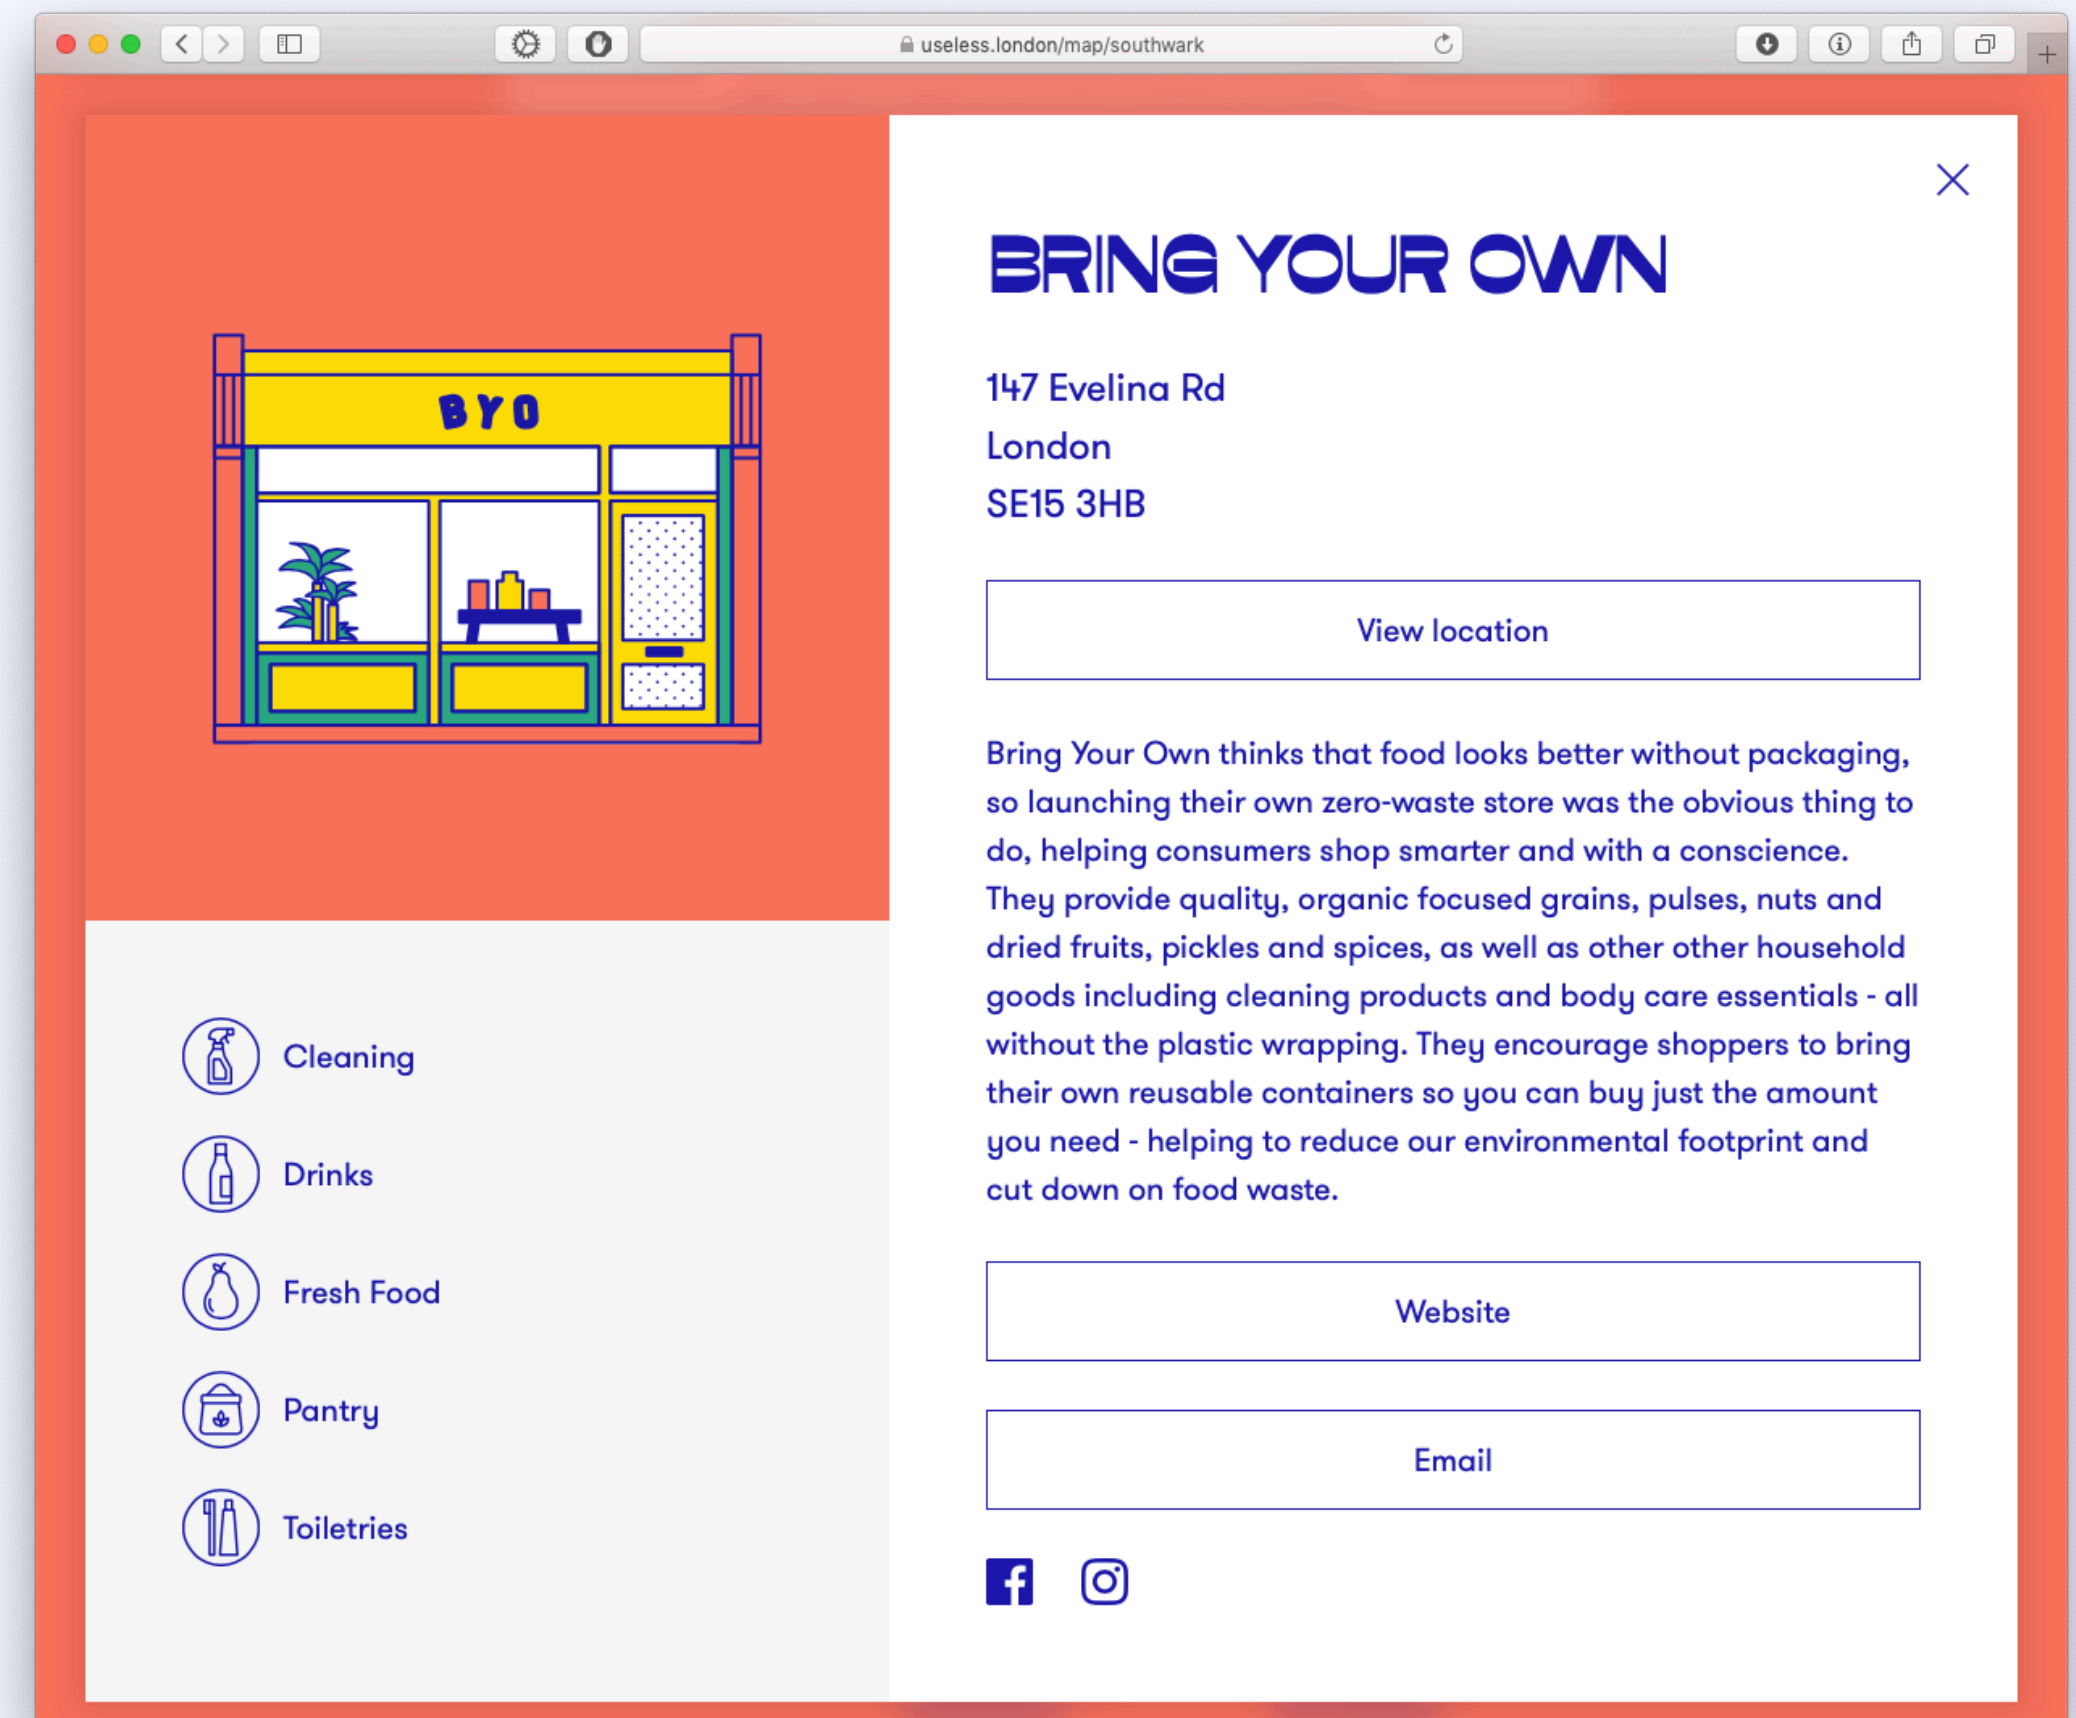 useless.london/map/southwark
BYO
Cleaning
Drinks
Fresh Food
Pantry
Toiletries
BRING YOUR OWN
147 Evelina Rd
London
SE15 3HB
View location
Bring Your Own thinks that food looks better without packaging,
so launching their own zero-waste store was the obvious thing to
do, helping consumers shop smarter and with a conscience.
They provide quality, organic focused grains, pulses, nuts and
dried fruits, pickles and spices, as well as other other household
goods including cleaning products and body care essentials - all
without the plastic wrapping. They encourage shoppers to bring
their own reusable containers so you can buy just the amount
you need - helping to reduce our environmental footprint and
cut down on food waste.
Website
Email